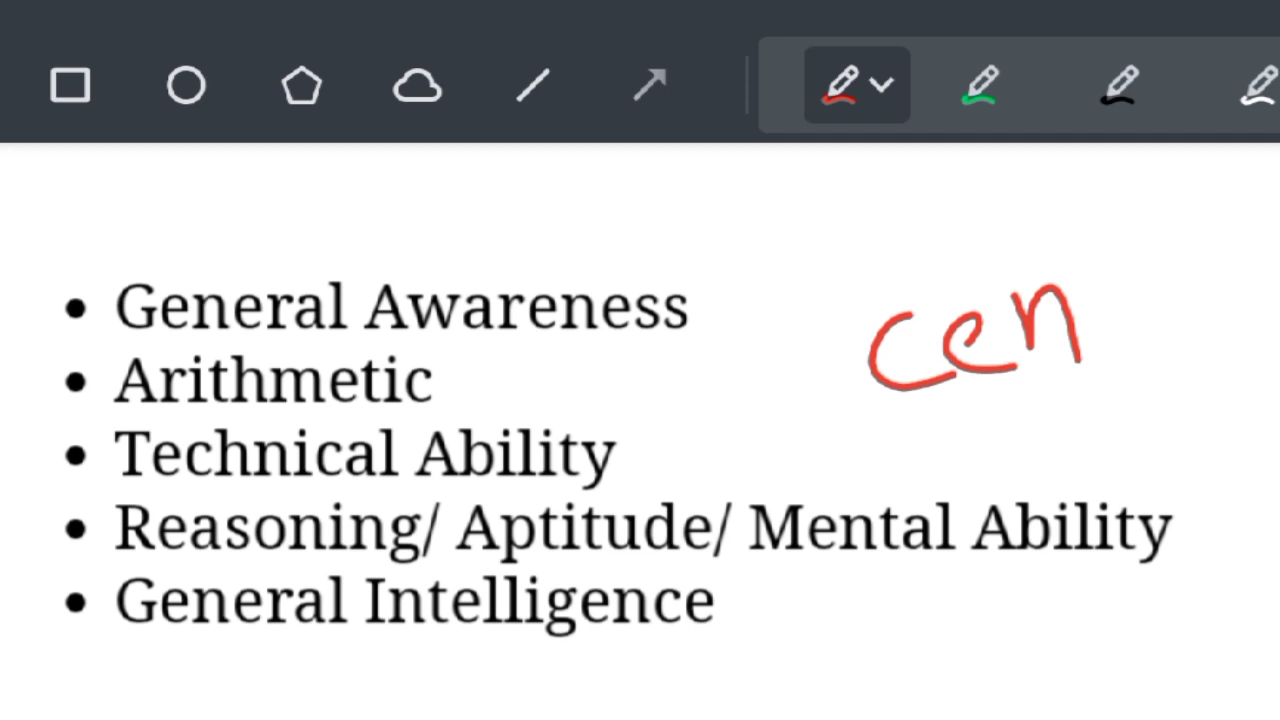 General Awareness
cen
Arithmetic
Technical Ability
Reasoning/ Aptitude/ Mental Ability
General Intelligence